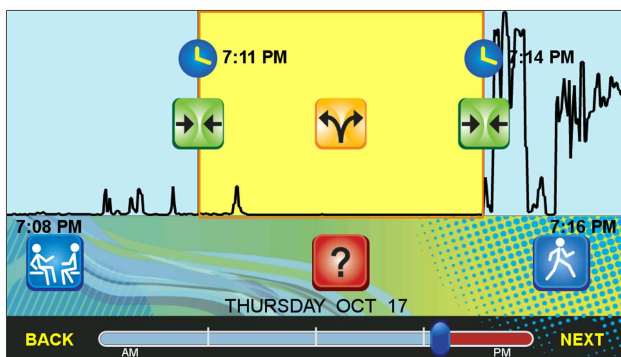 7:11 PM
7:14 PM
7:08 PM
7:16 PM
?
THURSDAY OCT 17
BACK
NEXT
AM
PM